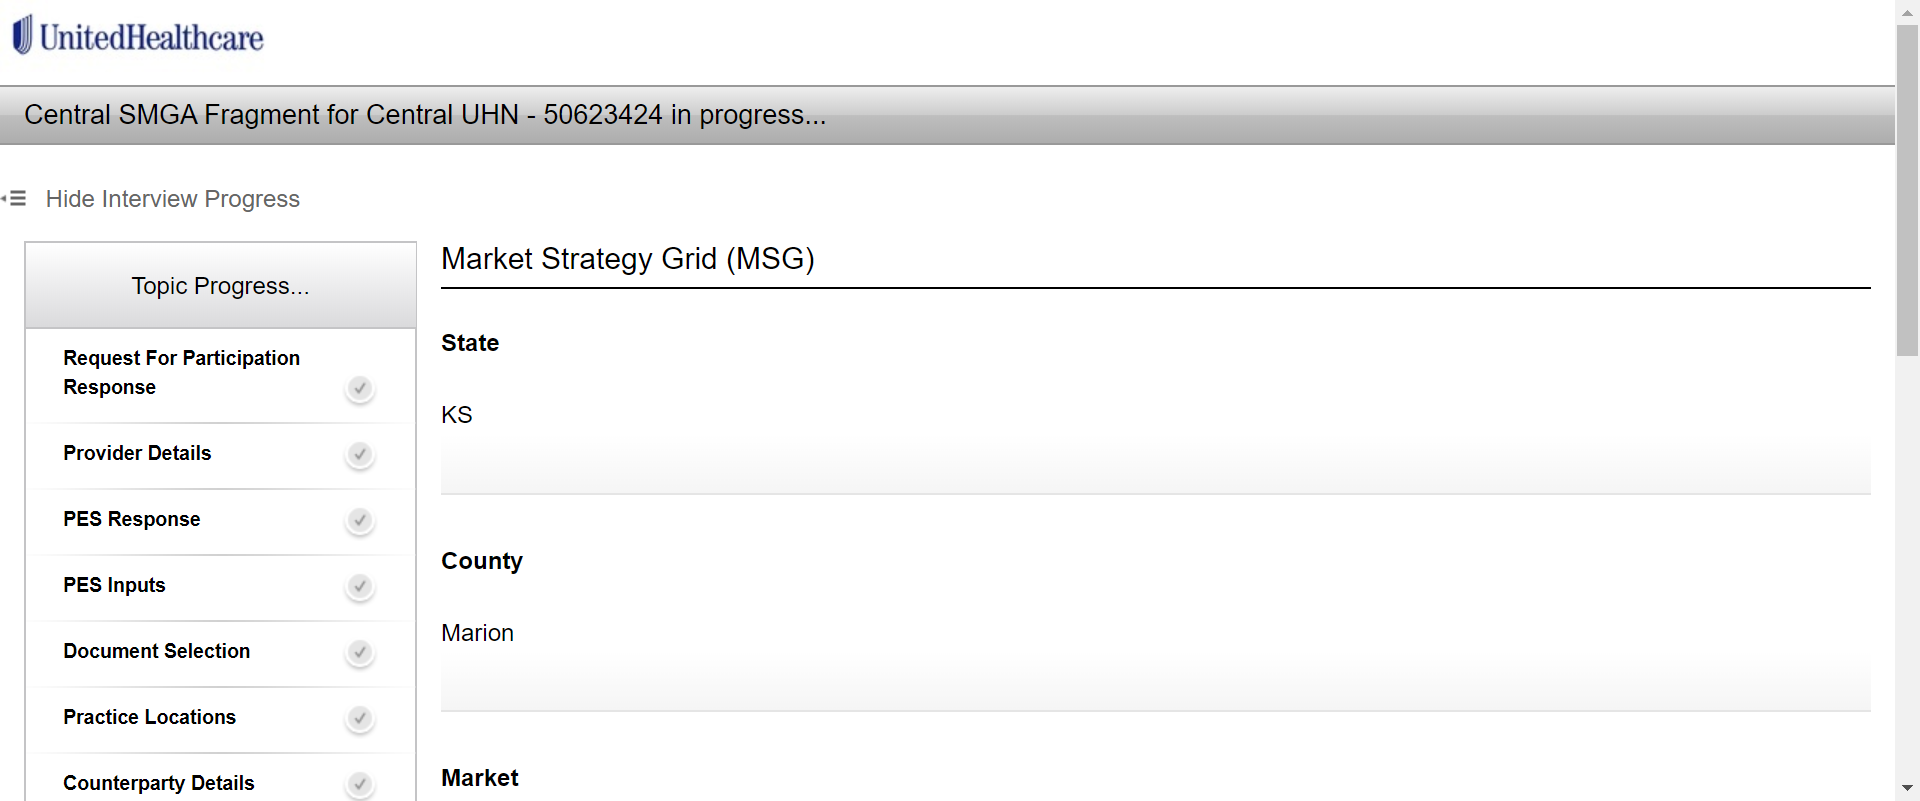 UnitedHealthcare
Central SMGA Fragment for Central UHN - 50623424 in progress...
Hide Interview Progress
Topic Progress...
Request For Participation
Response
Provider Details
PES Response
PES Inputs
Document Selection
Practice Locations
Counterparty Details
Market Strategy Grid (MSG)
State
KS
County
Marion
Market